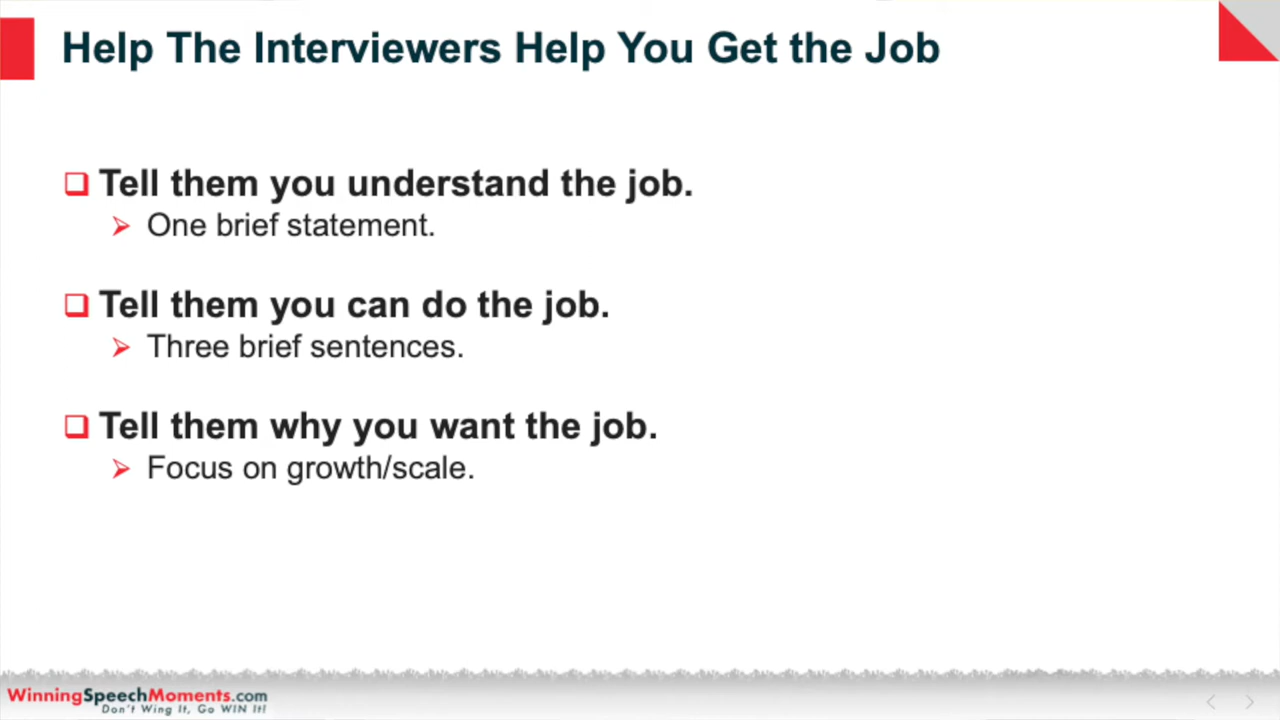 Help The Interviewers Help You Get the Job
Tell them you understand the job.
One brief statement.
Tell them you can do the job.
Three brief sentences.
Tell them why you want the job.
Focus on growth/scale.
WinningSpeechMoments.com
Don't Wing It, Go WIN It!